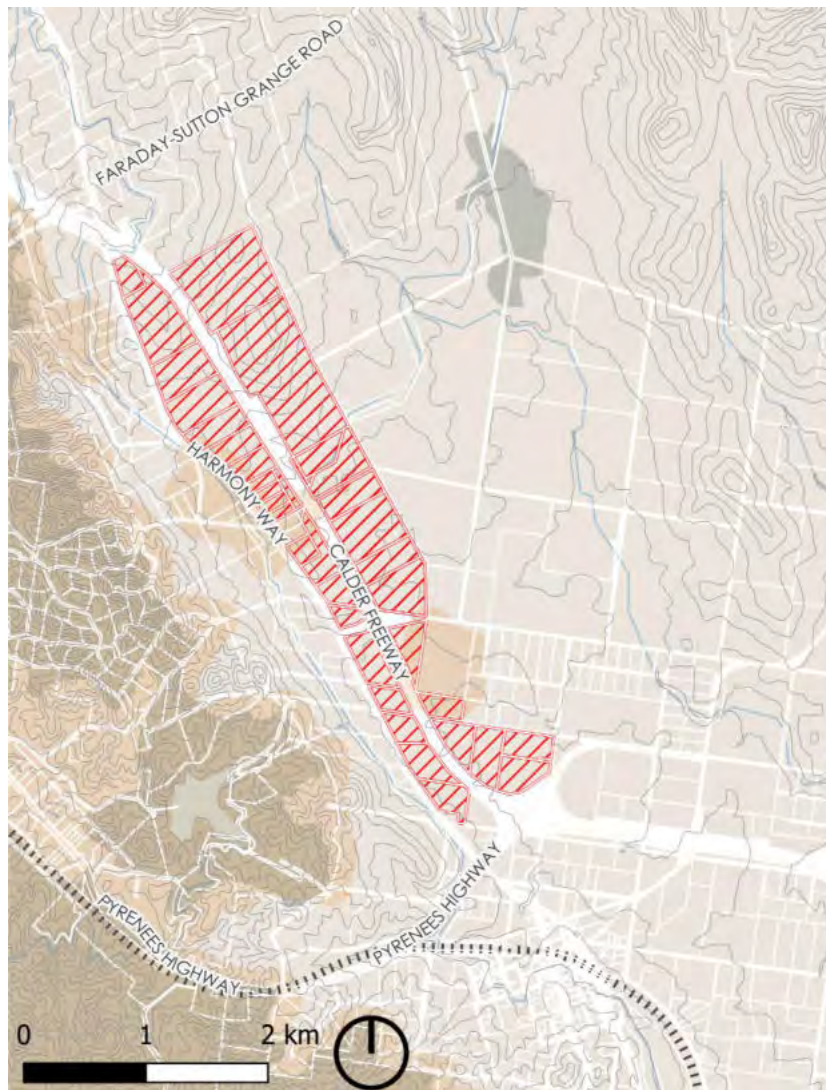 FARADAY-SUTTON GRANGE ROAD
HARMONY WAY
CALDER FREEWAY
PYRENEES HIGHWAY
PYRENEES HIGHWAY
0 1 2 km